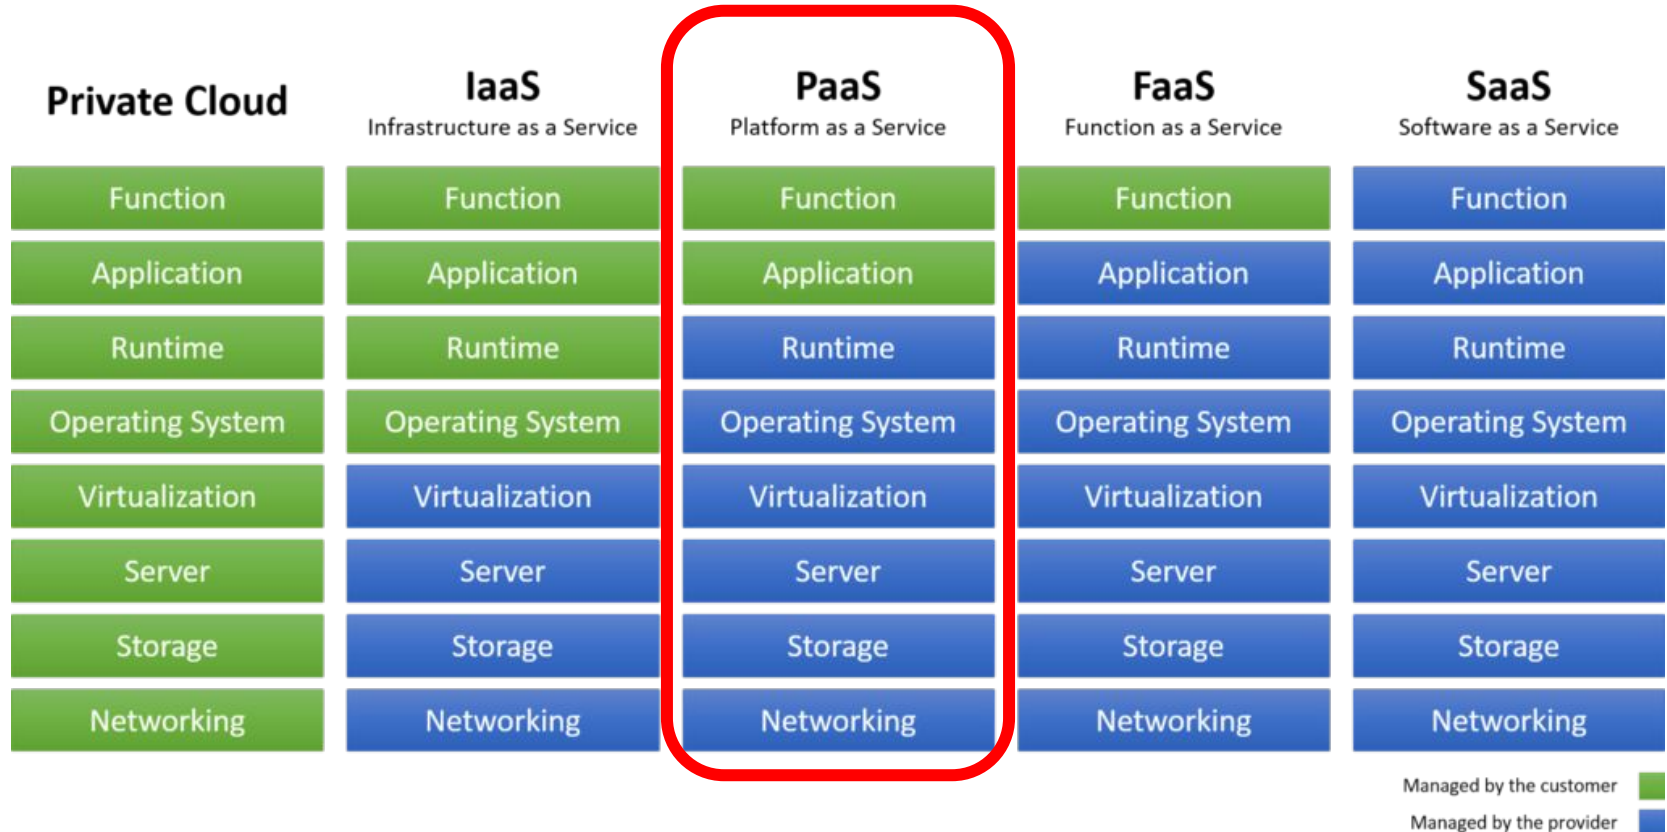 Private Cloud
IaaS
Infrastructure as a Service
PaaS
Platform as a Service
FaaS
Function as a Service
SaaS
Software as a Service
Function Function Function Function Function
Application Application Application Application Application
Runtime Runtime Runtime Runtime Runtime
Operating System Operating System Operating System Operating System Operating System
Virtualization Virtualization Virtualization Virtualization Virtualization
Server Server Server Server Server
Storage Storage Storage Storage Storage
Networking Networking Networking Networking Networking
Managed by the customer
Managed by the provider